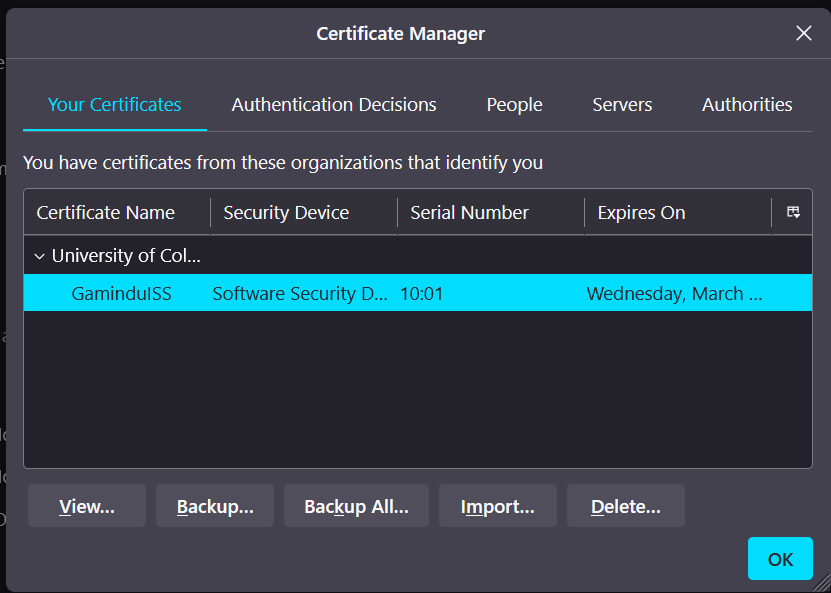 Certificate Manager
Your Certificates Authentication Decisions People Servers Authorities
You have certificates from these organizations that identify you
Certificate Name Security Device Serial Number Expires On
University of Col...
GaminduISS Software Security D... 10:01 Wednesday, March ...
View... Backup... Backup All... Import... Delete...
OK